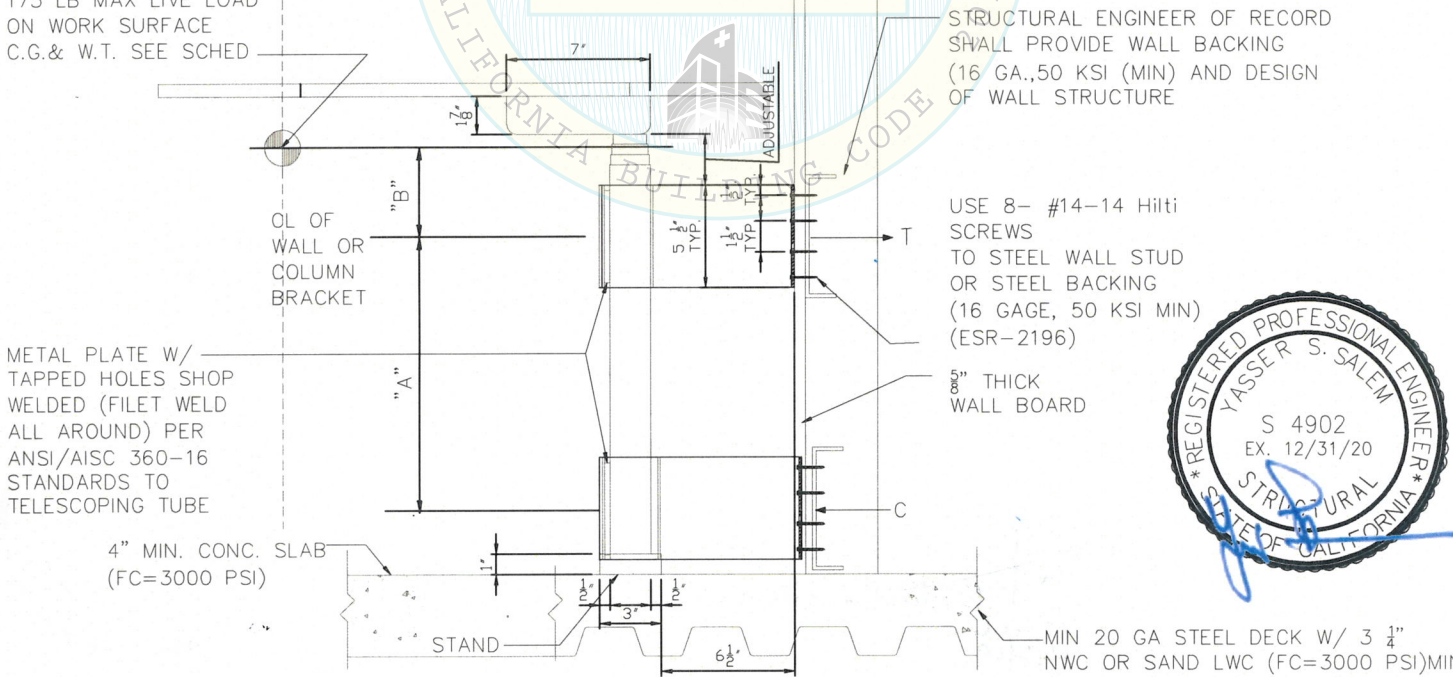 175 LB MAX LIVE LOAD
ON WORK SURFACE
C.G.& W.T. SEE SCHED
7"
1 7/8"
ADJUSTABLE
CALIFORNIA BUILDING CODE
STRUCTURAL ENGINEER OF RECORD
SHALL PROVIDE WALL BACKING
(16 GA.,50 KSI (MIN) AND DESIGN
OF WALL STRUCTURE
"B"
OL OF
WALL OR
COLUMN
BRACKET
5 1/2"
TYP.
1/2"
TYP.
1 1/2"
TYP
T
USE 8- #14-14 Hilti
SCREWS
TO STEEL WALL STUD
OR STEEL BACKING
(16 GAGE, 50 KSI MIN)
(ESR-2196)
METAL PLATE W/
TAPPED HOLES SHOP
WELDED (FILET WELD
ALL AROUND) PER
ANSI/AISC 360-16
STANDARDS TO
TELESCOPING TUBE
"A"
5/8" THICK
WALL BOARD
C
REGISTERED PROFESSIONAL ENGINEER
YASSER S. SALEM
S 4902
EX. 12/31/20
STRUCTURAL
* STATE OF CALIFORNIA *
4" MIN. CONC. SLAB
(FC=3000 PSI)
1"
1/2"
1/2"
3"
STAND
6 1/2"
MIN 20 GA STEEL DECK W/ 3 1/4"
NWC OR SAND LWC (FC=3000 PSI)MIN